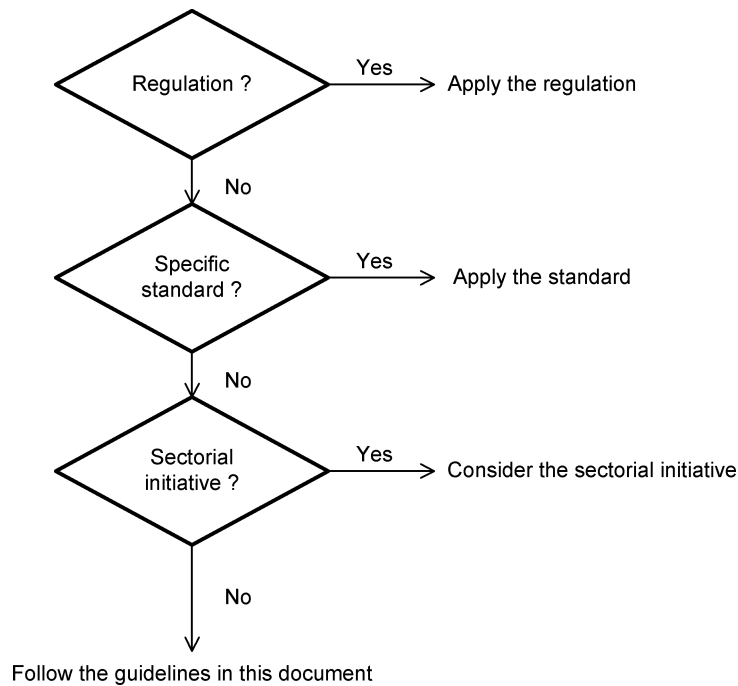 Regulation ?
Yes
Apply the regulation
No
Specific
standard ?
Yes
Apply the standard
No
Sectorial
initiative ?
Yes
Consider the sectorial initiative
No
Follow the guidelines in this document